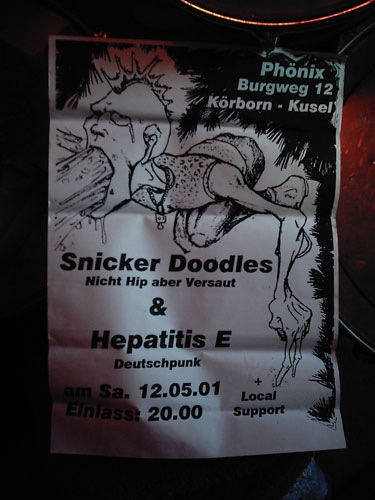 Phönix
Burgweg 12
Körborn - Kusel
Snicker Doodles
Nicht Hip aber Versaut
&
Hepatitis E
Deutschpunk
am Sa. 12.05.01
Einlass: 20.00
+
Local
Support